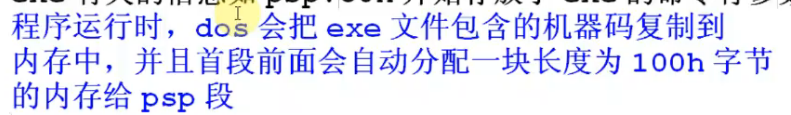 程序运行时，dos 会把 exe 文件包含的机器码复制到
内存中，并且首段前面会自动分配一块长度为 100h 字节
的内存给 psp 段